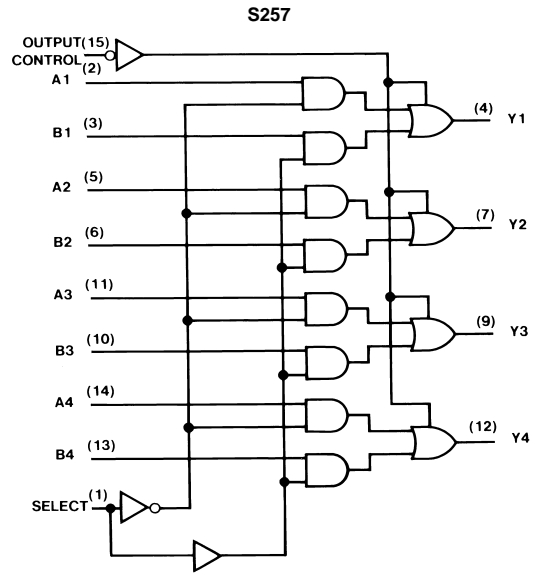 S257
OUTPUT (15)
CONTROL
(2)
A1
(4)
Y1
(3)
B1
(5)
A2
(7)
Y2
(6)
B2
(11)
A3
(9)
Y3
(10)
B3
(14)
A4
(12)
Y4
(13)
B4
SELECT (1)